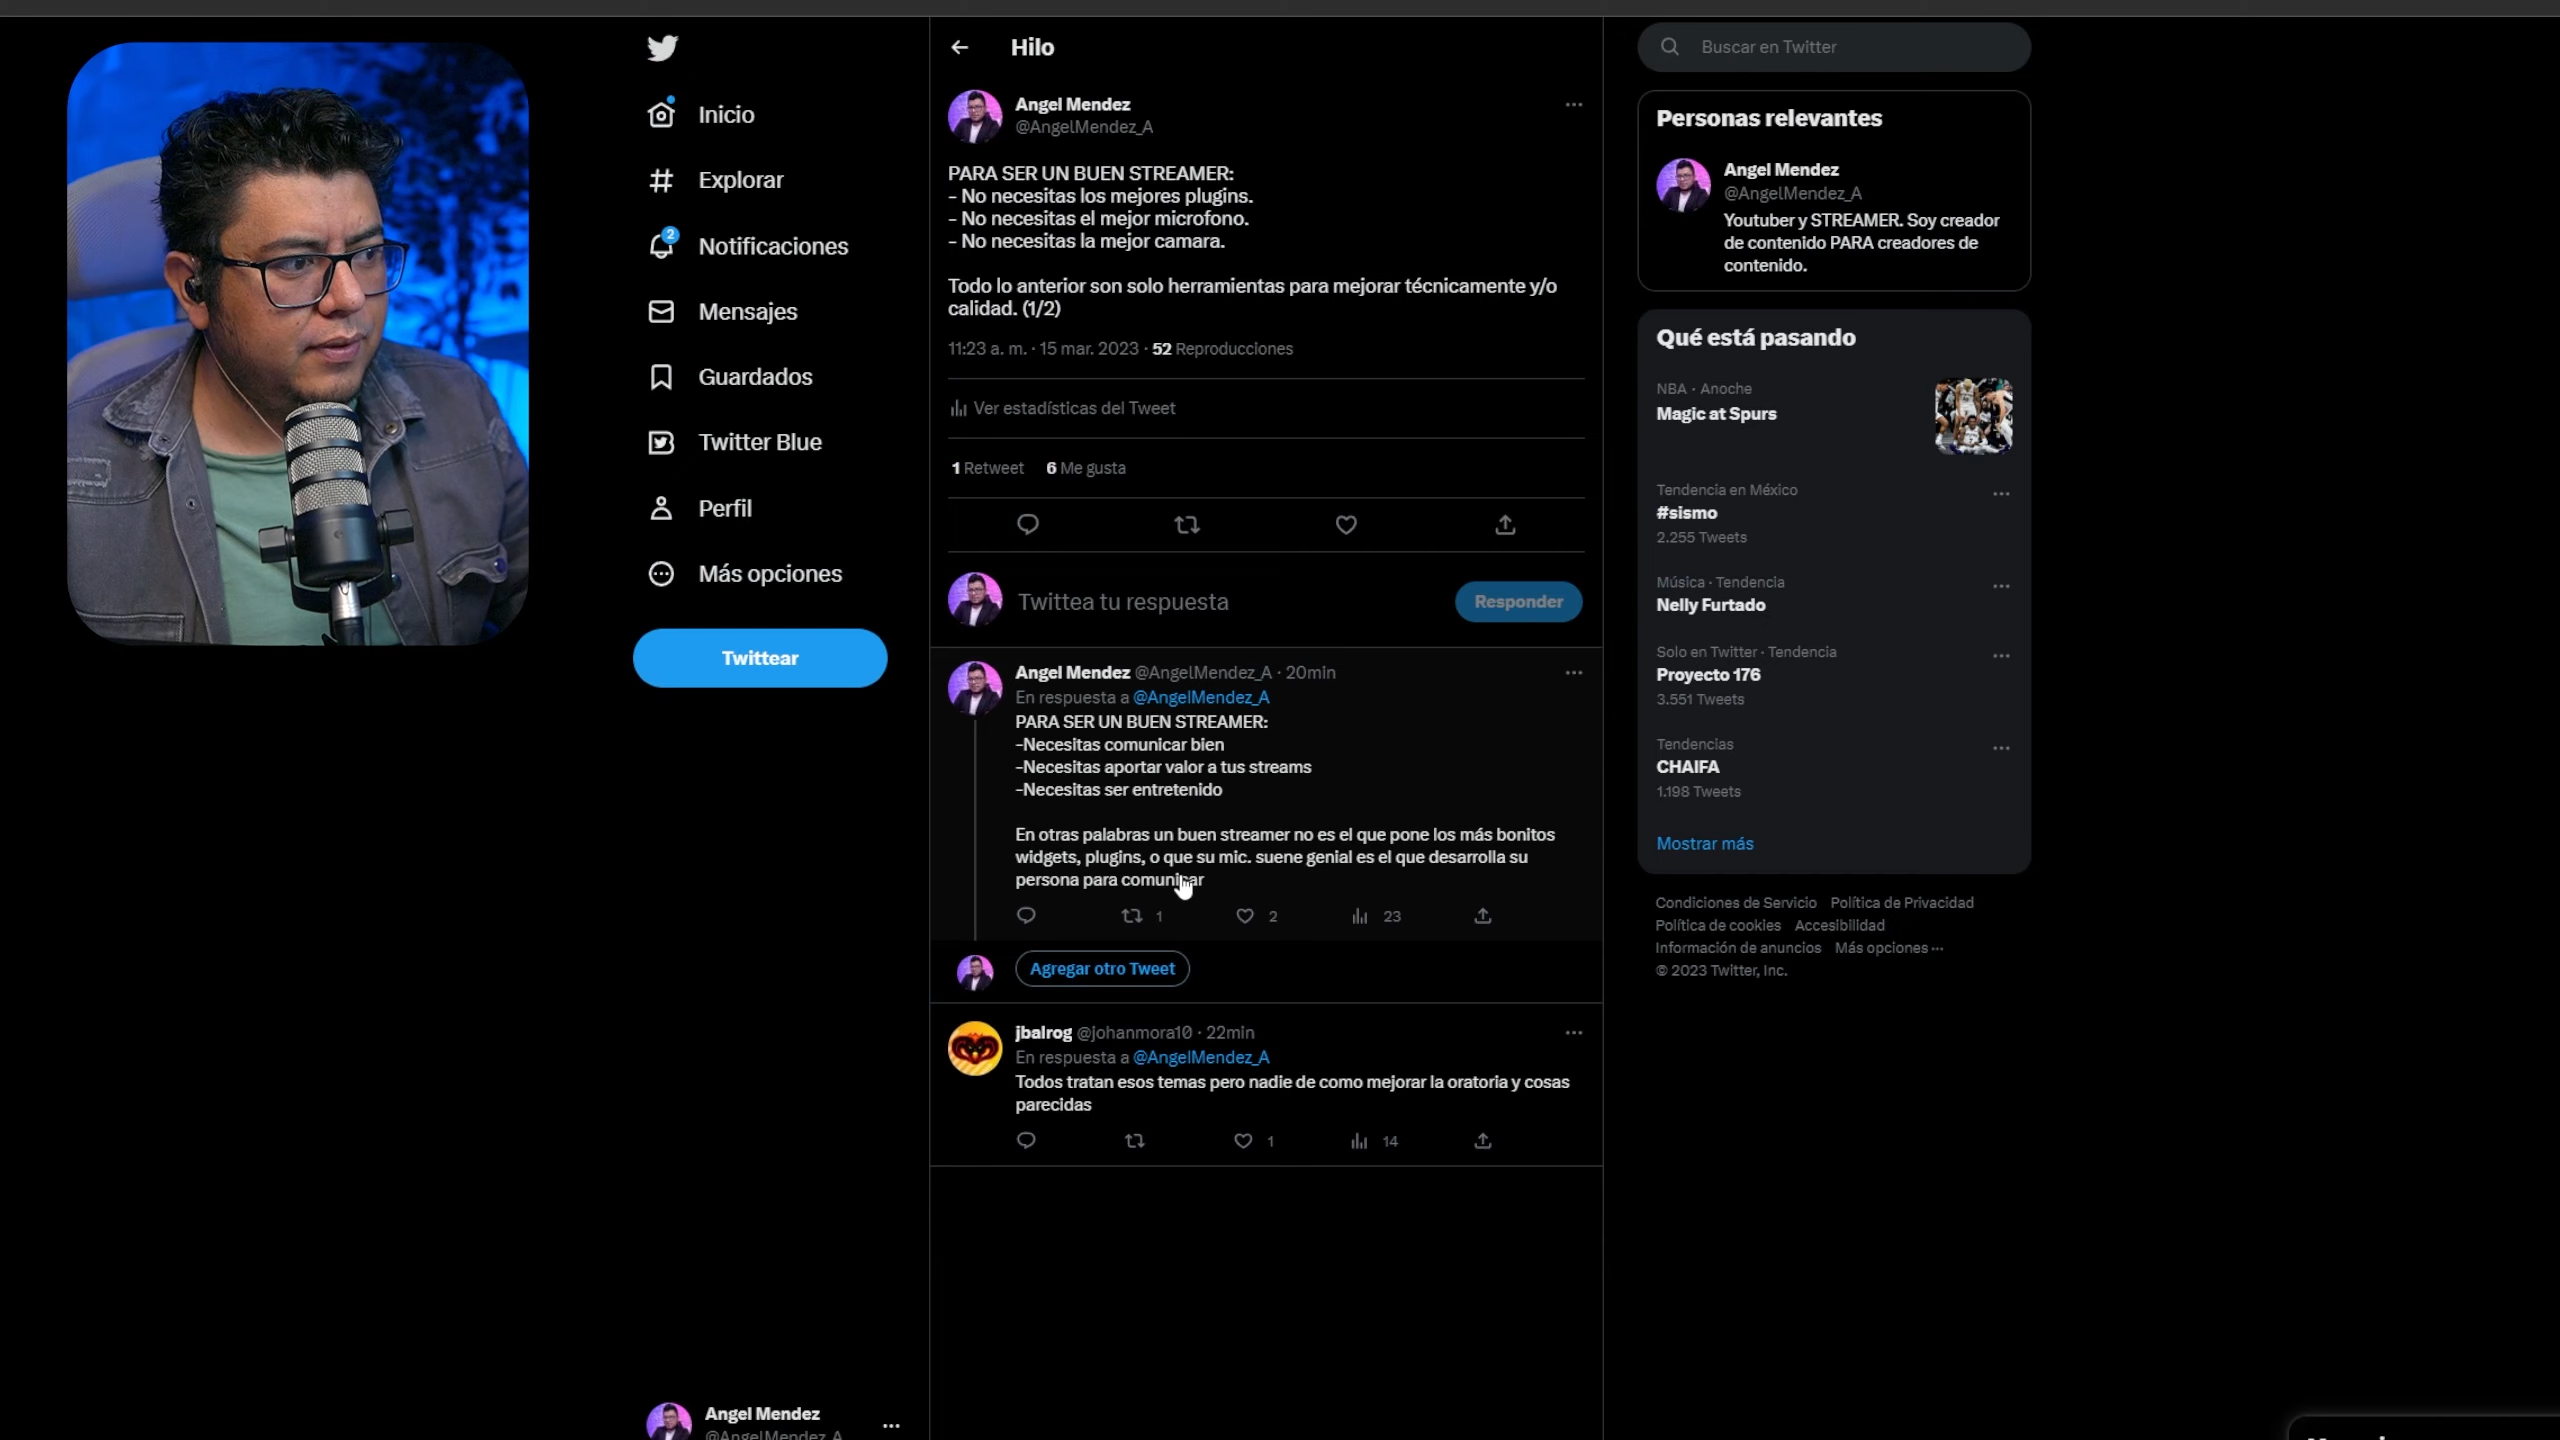 Inicio
Explorar
2
Notificaciones
Mensajes
Guardados
Twitter Blue
Perfil
Más opciones
Twittear
Angel Mendez
@AngelMendez_A
Hilo
Angel Mendez
@AngelMendez_A
PARA SER UN BUEN STREAMER:
- No necesitas los mejores plugins.
- No necesitas el mejor microfono.
- No necesitas la mejor camara.
Todo lo anterior son solo herramientas para mejorar técnicamente y/o
calidad. (1/2)
11:23 a. m. · 15 mar. 2023 · 52 Reproducciones
Ver estadísticas del Tweet
1 Retweet 6 Me gusta
Twittea tu respuesta
Responder
Angel Mendez @AngelMendez_A · 20min
En respuesta a @AngelMendez_A
PARA SER UN BUEN STREAMER:
-Necesitas comunicar bien
-Necesitas aportar valor a tus streams
-Necesitas ser entretenido
En otras palabras un buen streamer no es el que pone los más bonitos
widgets, plugins, o que su mic. suene genial es el que desarrolla su
persona para comunicar
1 2 23
Agregar otro Tweet
jbalrog @johanmora10 · 22min
En respuesta a @AngelMendez_A
Todos tratan esos temas pero nadie de como mejorar la oratoria y cosas
parecidas
1 14
Buscar en Twitter
Personas relevantes
Angel Mendez
@AngelMendez_A
Youtuber y STREAMER. Soy creador
de contenido PARA creadores de
contenido.
Qué está pasando
NBA · Anoche
Magic at Spurs
Tendencia en México
#sismo
2.255 Tweets
Música · Tendencia
Nelly Furtado
Solo en Twitter · Tendencia
Proyecto 176
3.551 Tweets
Tendencias
CHAIFA
1.198 Tweets
Mostrar más
Condiciones de Servicio Política de Privacidad
Política de cookies Accesibilidad
Información de anuncios Más opciones ···
© 2023 Twitter, Inc.